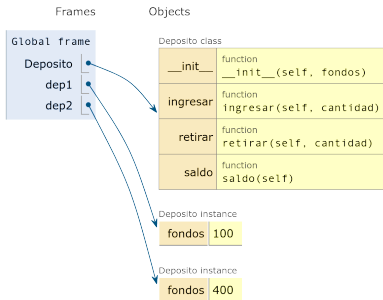 Frames Objects
Global frame
Deposito
dep1
dep2
Deposito class
__init__ function
__init__(self, fondos)
ingresar function
ingresar(self, cantidad)
retirar function
retirar(self, cantidad)
saldo function
saldo(self)
Deposito instance
fondos 100
Deposito instance
fondos 400